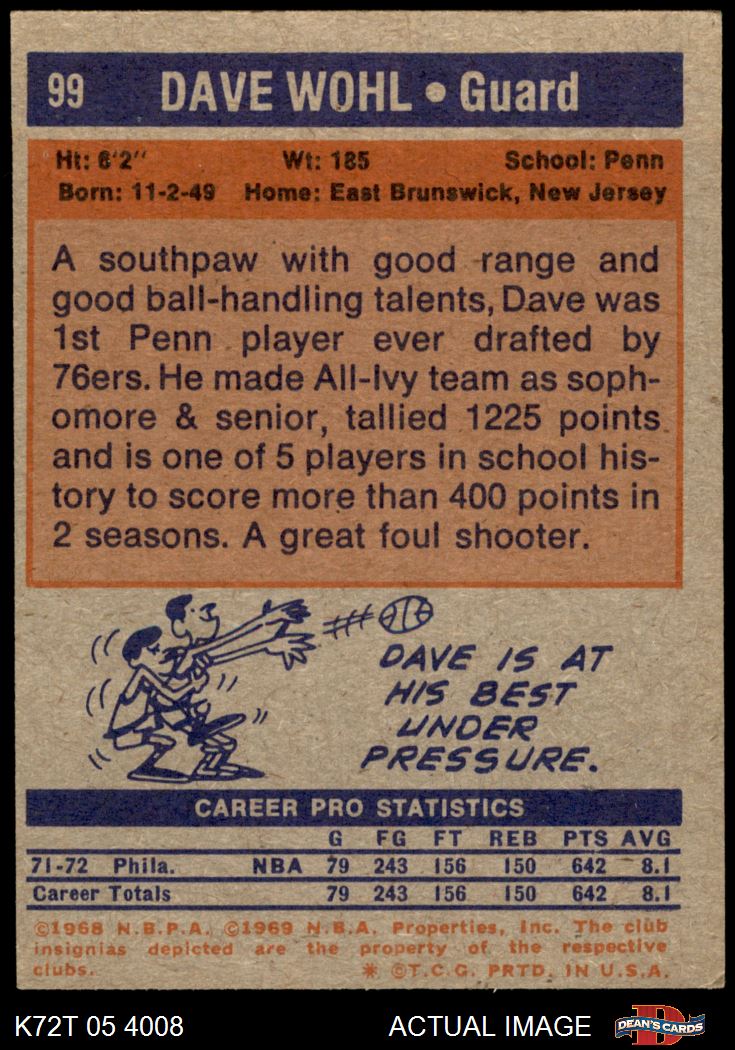 99 DAVE WOHL • Guard
Ht: 6'2" Wt: 185 School: Penn
Born: 11-2-49 Home: East Brunswick, New Jersey
A southpaw with good range and
good ball-handling talents, Dave was
1st Penn player ever drafted by
76ers. He made All-Ivy team as soph-
omore & senior, tallied 1225 points
and is one of 5 players in school his-
tory to score more than 400 points in
2 seasons. A great foul shooter.
DAVE IS AT
HIS BEST
UNDER
PRESSURE.
CAREER PRO STATISTICS
G FG FT REB PTS AVG
71-72 Phila. NBA 79 243 156 150 642 8.1
Career Totals 79 243 156 150 642 8.1
©1968 N.B.P.A. ©1969 N.B.A. Properties, Inc. The club
insignias depicted are the property of the respective
clubs. * ©T.C.G. PRTD. IN U.S.A.
K72T 05 4008 ACTUAL IMAGE D DEAN'S CARDS